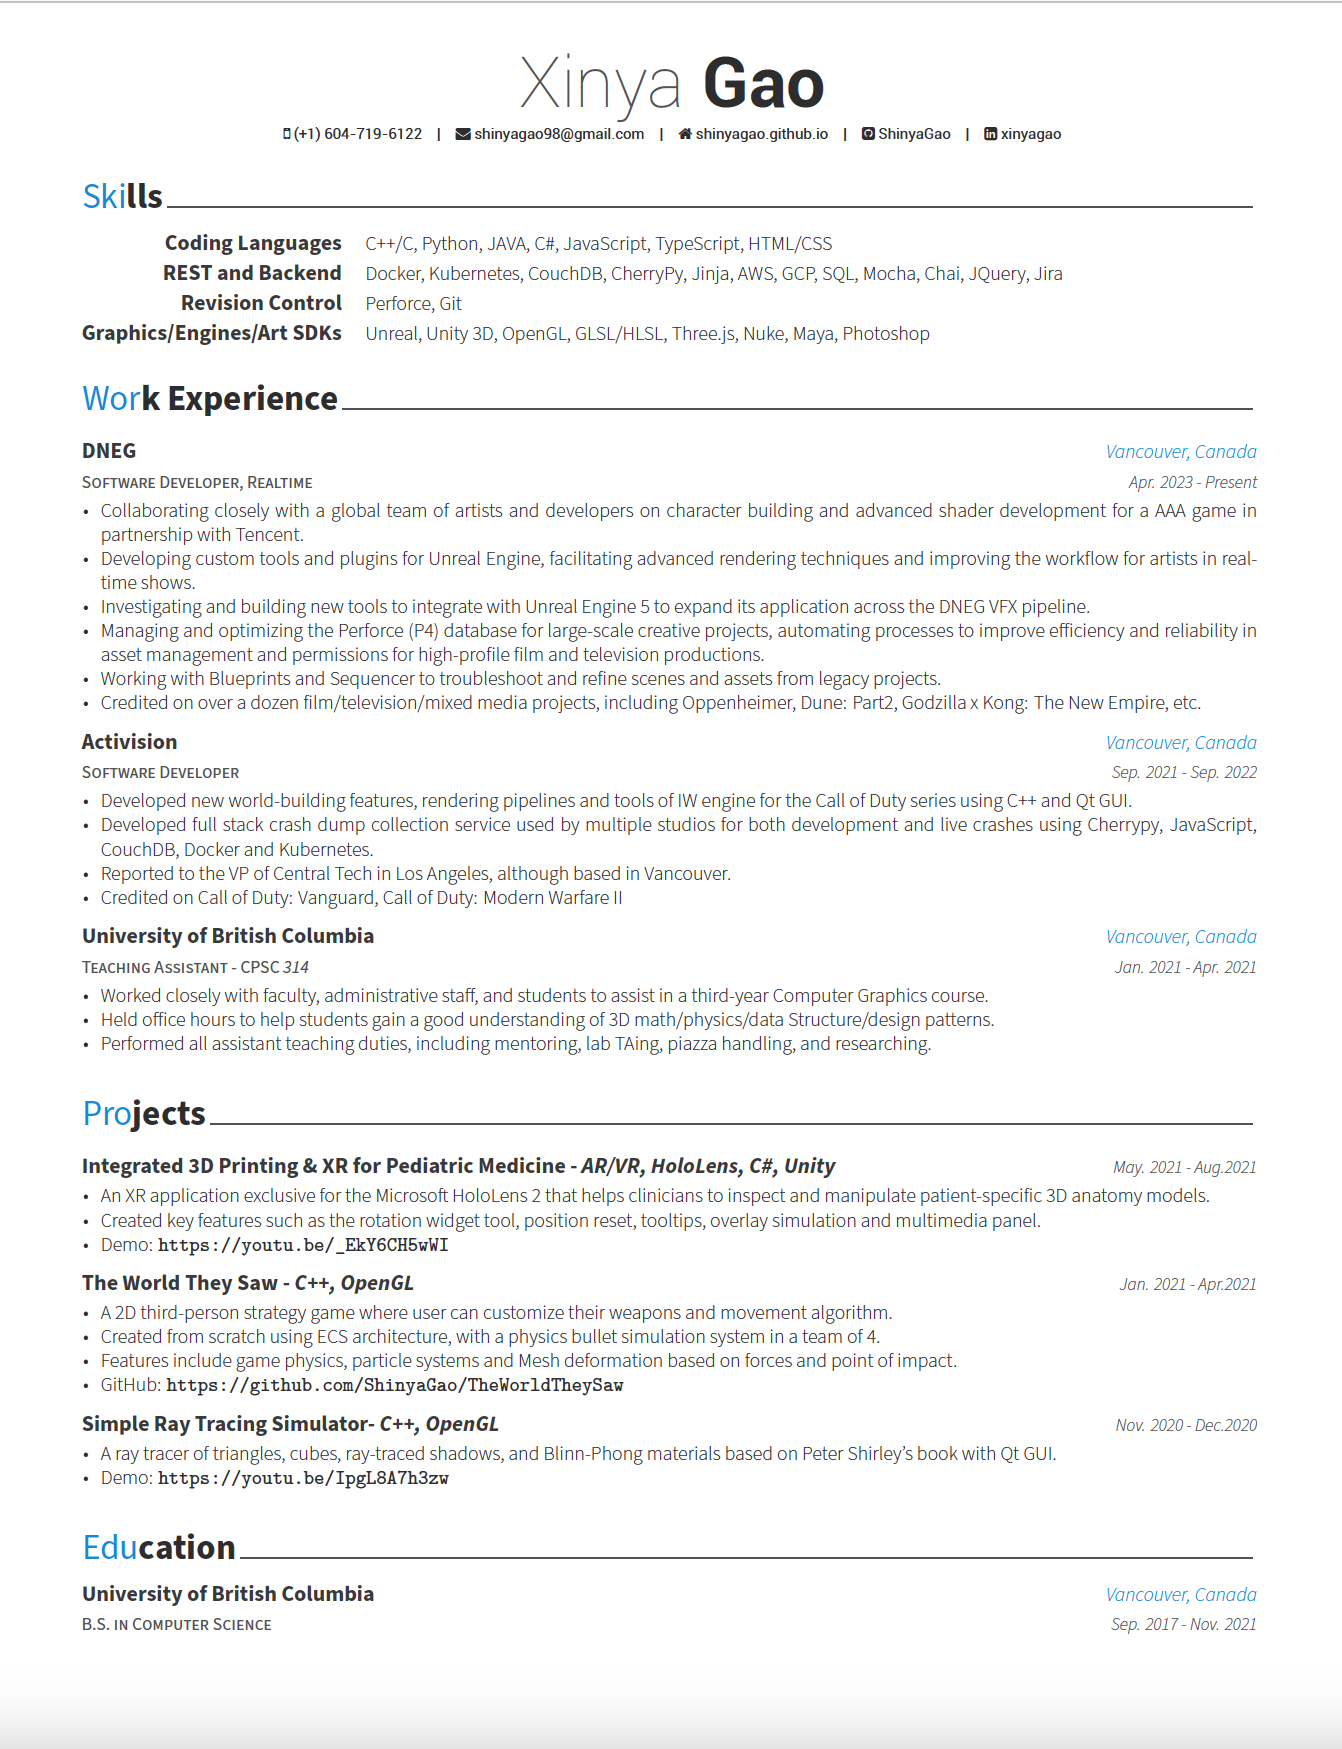 Xinya Gao
(+1) 604-719-6122 | shinyagao98@gmail.com | shinyagao.github.io | ShinyaGao | xinyagao
Skills
Coding Languages C++/C, Python, JAVA, C#, JavaScript, TypeScript, HTML/CSS
REST and Backend Docker, Kubernetes, CouchDB, CherryPy, Jinja, AWS, GCP, SQL, Mocha, Chai, JQuery, Jira
Revision Control Perforce, Git
Graphics/Engines/Art SDKs Unreal, Unity 3D, OpenGL, GLSL/HLSL, Three.js, Nuke, Maya, Photoshop
Work Experience
DNEG Vancouver, Canada
Software Developer, Realtime Apr. 2023 - Present
• Collaborating closely with a global team of artists and developers on character building and advanced shader development for a AAA game in
partnership with Tencent.
• Developing custom tools and plugins for Unreal Engine, facilitating advanced rendering techniques and improving the workflow for artists in real-
time shows.
• Investigating and building new tools to integrate with Unreal Engine 5 to expand its application across the DNEG VFX pipeline.
• Managing and optimizing the Perforce (P4) database for large-scale creative projects, automating processes to improve efficiency and reliability in
asset management and permissions for high-profile film and television productions.
• Working with Blueprints and Sequencer to troubleshoot and refine scenes and assets from legacy projects.
• Credited on over a dozen film/television/mixed media projects, including Oppenheimer, Dune: Part2, Godzilla x Kong: The New Empire, etc.
Activision Vancouver, Canada
Software Developer Sep. 2021 - Sep. 2022
• Developed new world-building features, rendering pipelines and tools of IW engine for the Call of Duty series using C++ and Qt GUI.
• Developed full stack crash dump collection service used by multiple studios for both development and live crashes using Cherrypy, JavaScript,
CouchDB, Docker and Kubernetes.
• Reported to the VP of Central Tech in Los Angeles, although based in Vancouver.
• Credited on Call of Duty: Vanguard, Call of Duty: Modern Warfare II
University of British Columbia Vancouver, Canada
Teaching Assistant - CPSC 314 Jan. 2021 - Apr. 2021
• Worked closely with faculty, administrative staff, and students to assist in a third-year Computer Graphics course.
• Held office hours to help students gain a good understanding of 3D math/physics/data Structure/design patterns.
• Performed all assistant teaching duties, including mentoring, lab TAing, piazza handling, and researching.
Projects
Integrated 3D Printing & XR for Pediatric Medicine - AR/VR, HoloLens, C#, Unity May. 2021 - Aug.2021
• An XR application exclusive for the Microsoft HoloLens 2 that helps clinicians to inspect and manipulate patient-specific 3D anatomy models.
• Created key features such as the rotation widget tool, position reset, tooltips, overlay simulation and multimedia panel.
• Demo: https://youtu.be/_EkY6CH5wWI
The World They Saw - C++, OpenGL Jan. 2021 - Apr.2021
• A 2D third-person strategy game where user can customize their weapons and movement algorithm.
• Created from scratch using ECS architecture, with a physics bullet simulation system in a team of 4.
• Features include game physics, particle systems and Mesh deformation based on forces and point of impact.
• GitHub: https://github.com/ShinyaGao/TheWorldTheySaw
Simple Ray Tracing Simulator- C++, OpenGL Nov. 2020 - Dec.2020
• A ray tracer of triangles, cubes, ray-traced shadows, and Blinn-Phong materials based on Peter Shirley's book with Qt GUI.
• Demo: https://youtu.be/IpgL8A7h3zw
Education
University of British Columbia Vancouver, Canada
B.S. in Computer Science Sep. 2017 - Nov. 2021